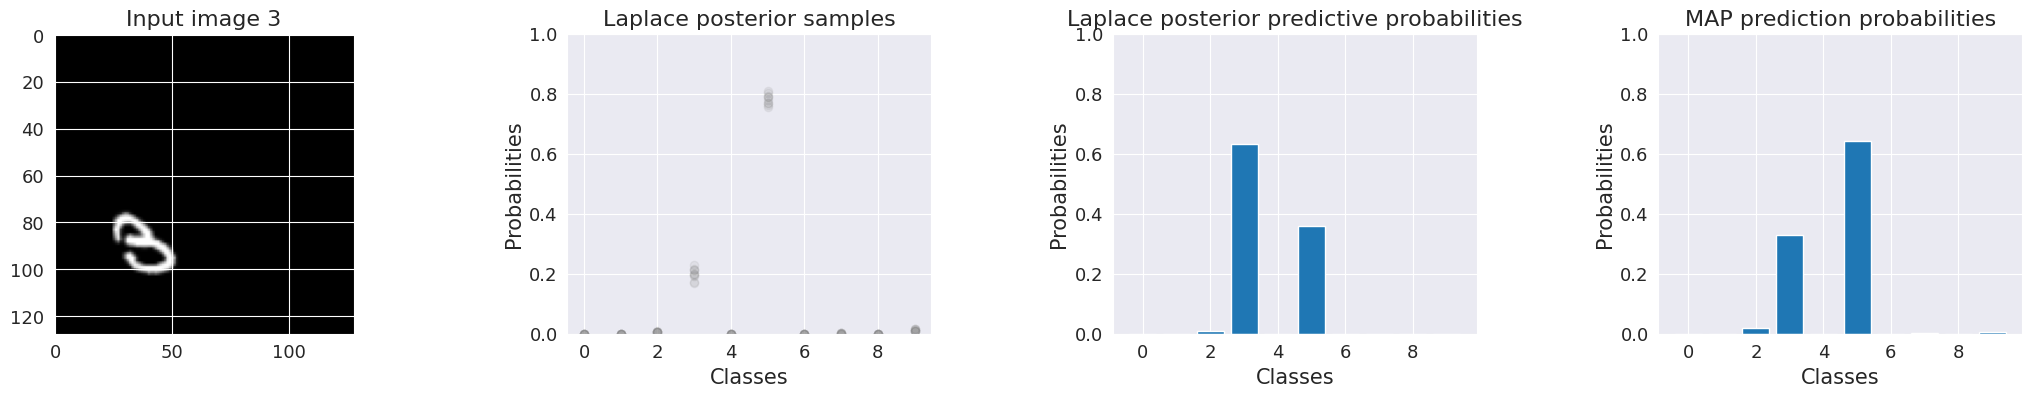 Input image 3
0
20
40
60
80
100
120
0 50 100
3
Laplace posterior samples
Probabilities
1.0
0.8
0.6
0.4
0.2
0.0
0 2 4 6 8
Classes
Laplace posterior predictive probabilities
Probabilities
1.0
0.8
0.6
0.4
0.2
0.0
0 2 4 6 8
Classes
MAP prediction probabilities
Probabilities
1.0
0.8
0.6
0.4
0.2
0.0
0 2 4 6 8
Classes